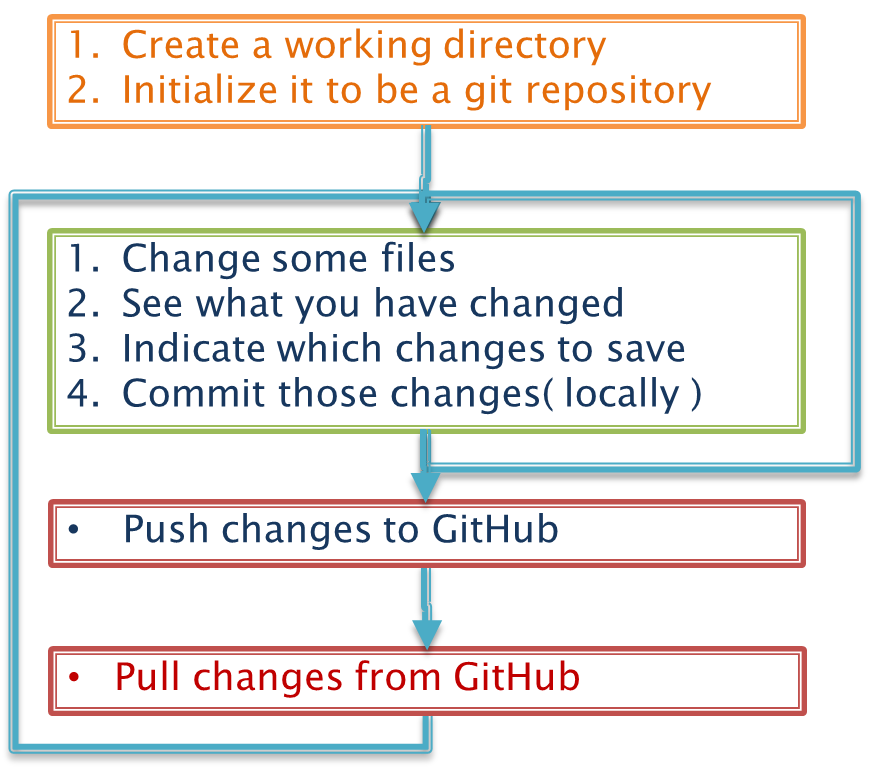 1. Create a working directory
2. Initialize it to be a git repository
1. Change some files
2. See what you have changed
3. Indicate which changes to save
4. Commit those changes( locally )
• Push changes to GitHub
• Pull changes from GitHub